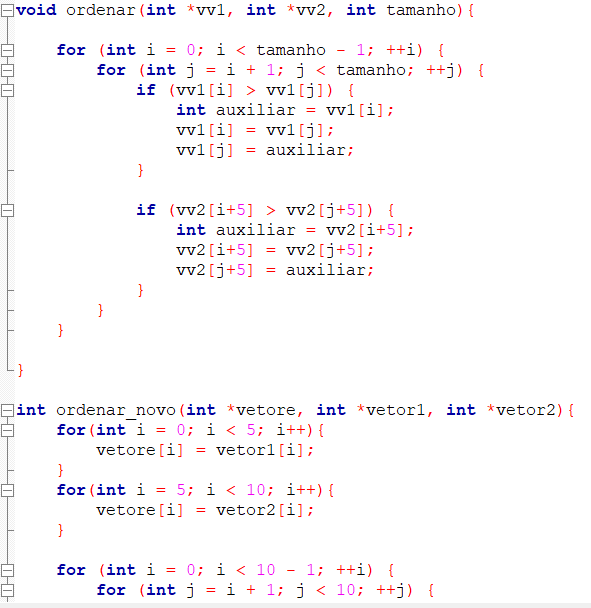 void ordenar(int *vv1, int *vv2, int tamanho){
for (int i = 0; i < tamanho - 1; ++i) {
for (int j = i + 1; j < tamanho; ++j) {
if (vv1[i] > vv1[j]) {
int auxiliar = vv1[i];
vv1[i] = vv1[j];
vv1[j] = auxiliar;
}
if (vv2[i+5] > vv2[j+5]) {
int auxiliar = vv2[i+5];
vv2[i+5] = vv2[j+5];
vv2[j+5] = auxiliar;
}
}
}
}
int ordenar_novo(int *vetore, int *vetor1, int *vetor2){
for(int i = 0; i < 5; i++){
vetore[i] = vetor1[i];
}
for(int i = 5; i < 10; i++){
vetore[i] = vetor2[i];
}
for (int i = 0; i < 10 - 1; ++i) {
for (int j = i + 1; j < 10; ++j) {